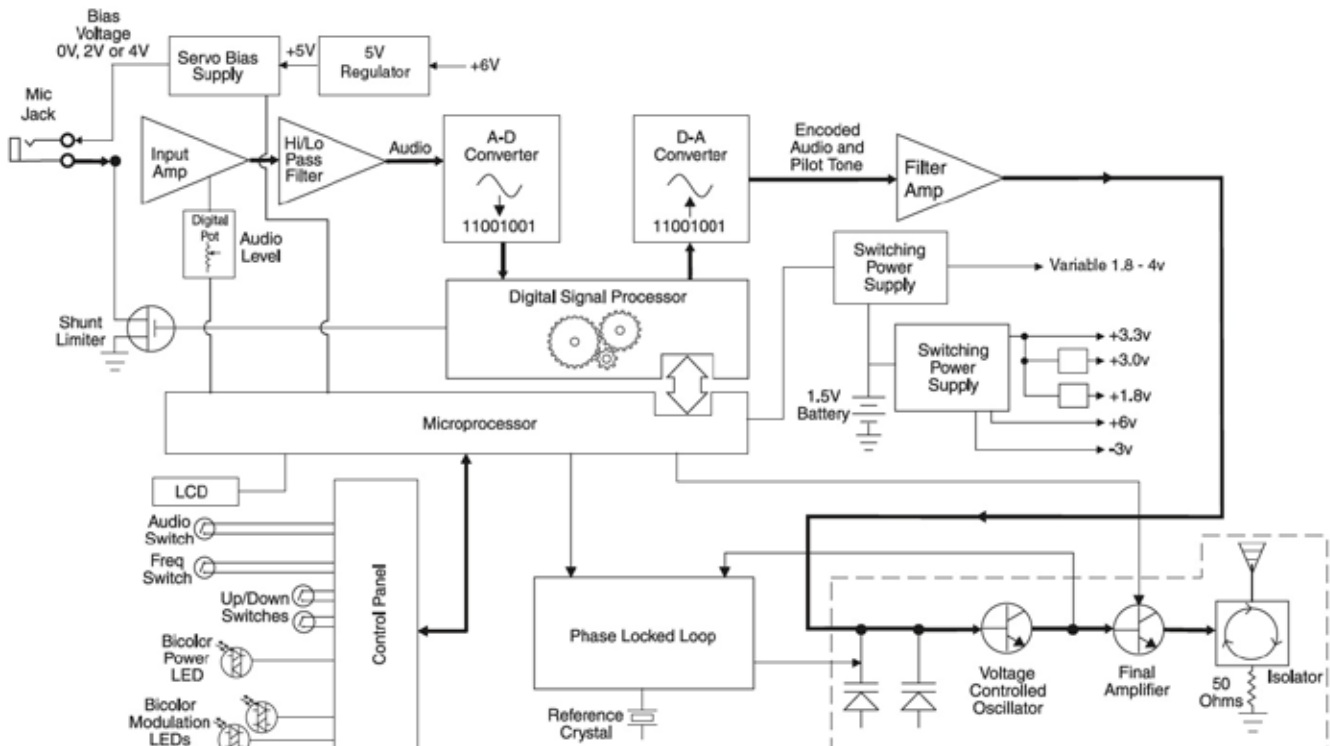 Bias
Voltage
0V, 2V or 4V
Servo Bias
Supply
+5V
5V
Regulator
+6V
Mic
Jack
Input
Amp
Hi/Lo
Pass
Filter
Audio
A-D
Converter
11001001
D-A
Converter
11001001
Encoded
Audio and
Pilot Tone
Filter
Amp
Digital
Pot
Audio
Level
Switching
Power
Supply
Variable 1.8 - 4v
Digital Signal Processor
Shunt
Limiter
Switching
Power
Supply
+3.3v
+3.0v
+1.8v
+6v
-3v
1.5V
Battery
Microprocessor
LCD
Audio
Switch
Freq
Switch
Up/Down
Switches
Bicolor
Power
LED
Bicolor
Modulation
LEDs
Control Panel
Phase Locked Loop
Reference
Crystal
Voltage
Controlled
Oscillator
Final
Amplifier
50
Ohms
Isolator